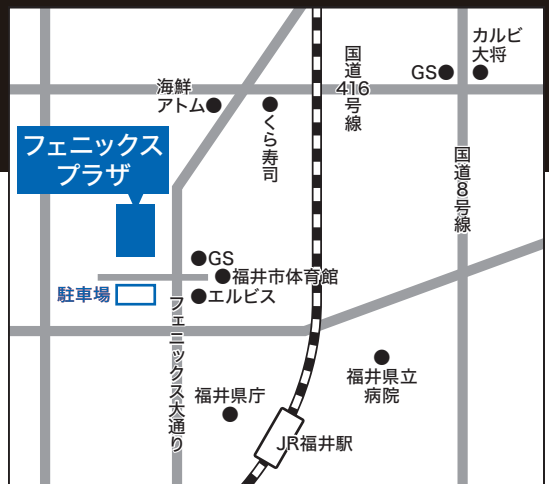 カルビ
大将
GS
国道416号線
海鮮
アトム
くら寿司
フェニックス
プラザ
国道8号線
GS
福井市体育館
エルビス
駐車場
フェニックス大通り
福井県立
病院
福井県庁
JR福井駅